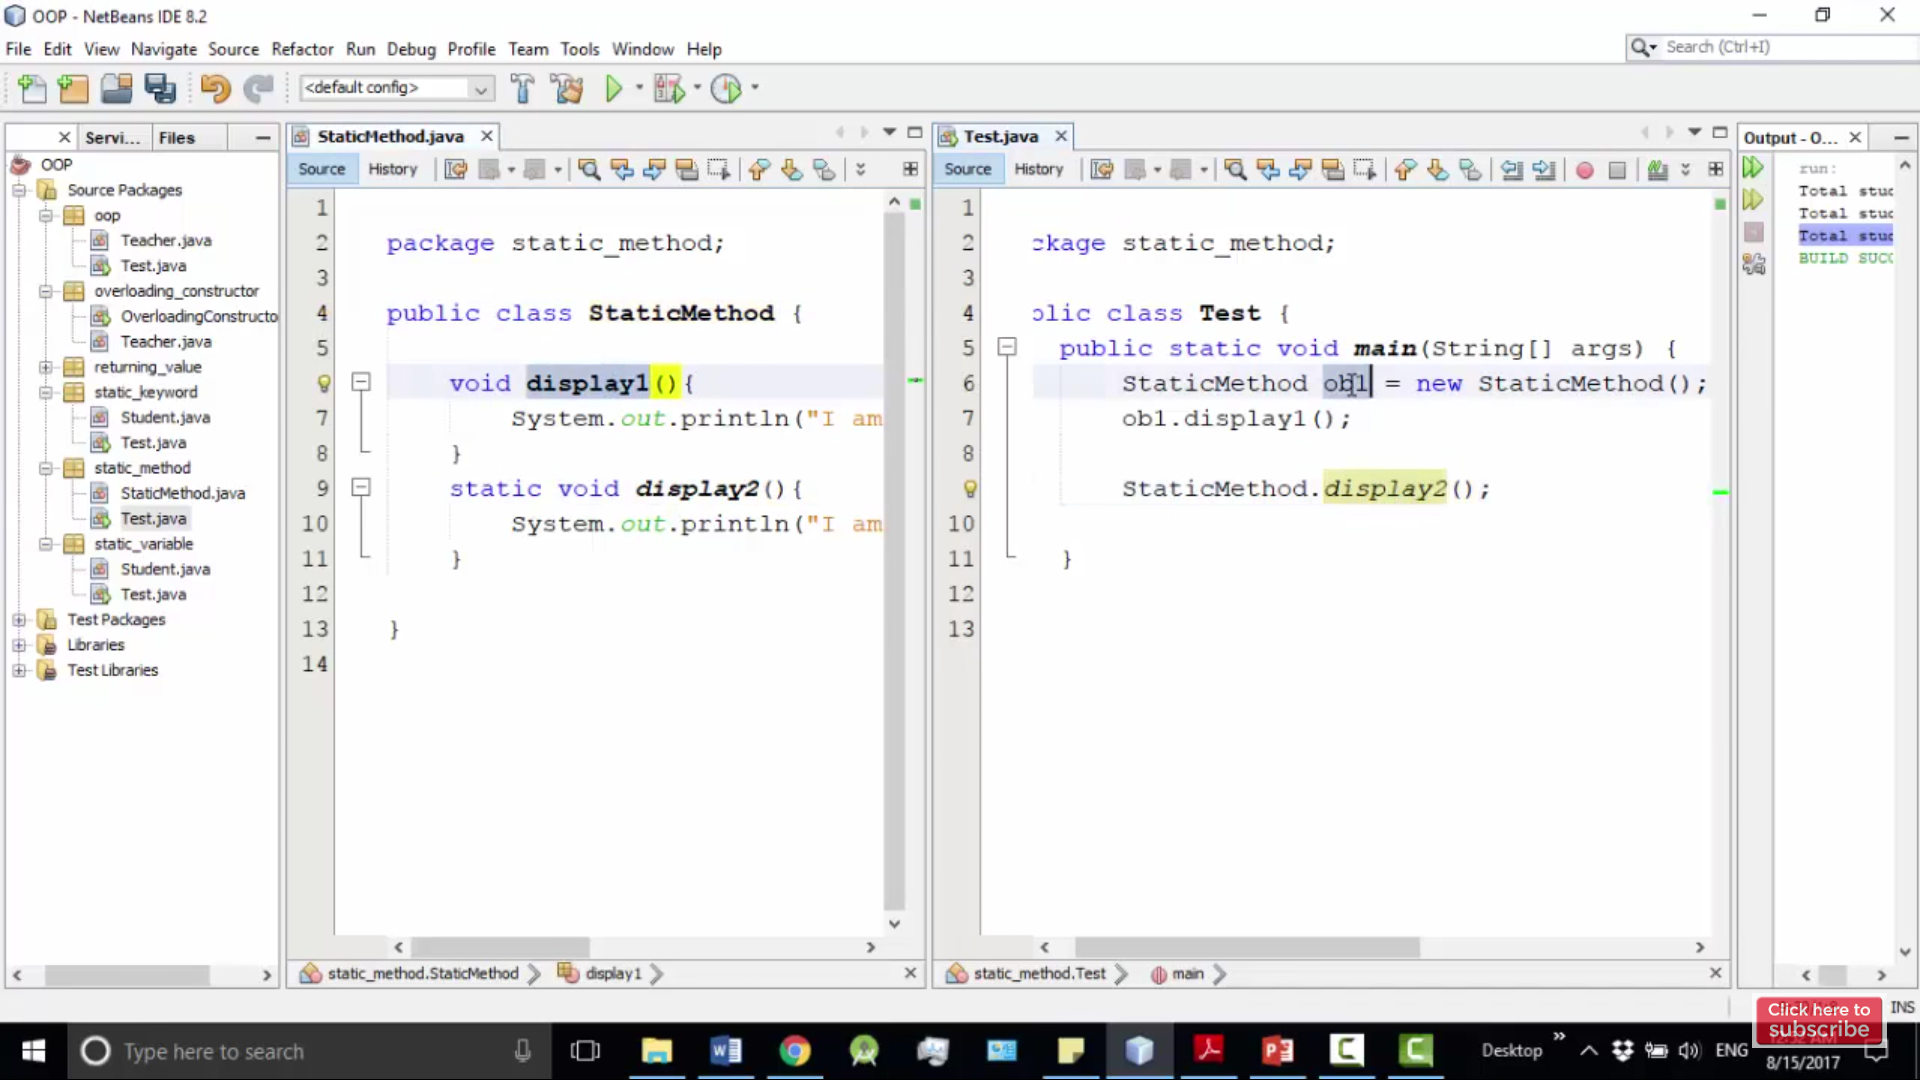 OOP - NetBeans IDE 8.2
File Edit View Navigate Source Refactor Run Debug Profile Team Tools Window Help
Search (Ctrl+I)
<default config>
Servi... Files
OOP
Source Packages
oop
Teacher.java
Test.java
overloading_constructor
OverloadingConstructo
Teacher.java
returning_value
static_keyword
Student.java
Test.java
static_method
StaticMethod.java
Test.java
static_variable
Student.java
Test.java
Test Packages
Libraries
Test Libraries
StaticMethod.java
Source History
1
2 package static_method;
3
4 public class StaticMethod {
5
void display1(){
7 System.out.println("I am
8 }
9 static void display2(){
10 System.out.println("I am
11 }
12
13 }
14
static_method.StaticMethod display1
Test.java
Source History
1
2 ckage static_method;
3
4 blic class Test {
5 public static void main(String[] args) {
6 StaticMethod ob1 = new StaticMethod();
7 ob1.display1();
8
StaticMethod.display2();
10
11 }
12
13
static_method.Test main
Output - O...
run:
Total stud
Total stud
Total stud
BUILD SUCC
INS
Click here to
subscribe
Type here to search
Desktop
ENG
8/15/2017